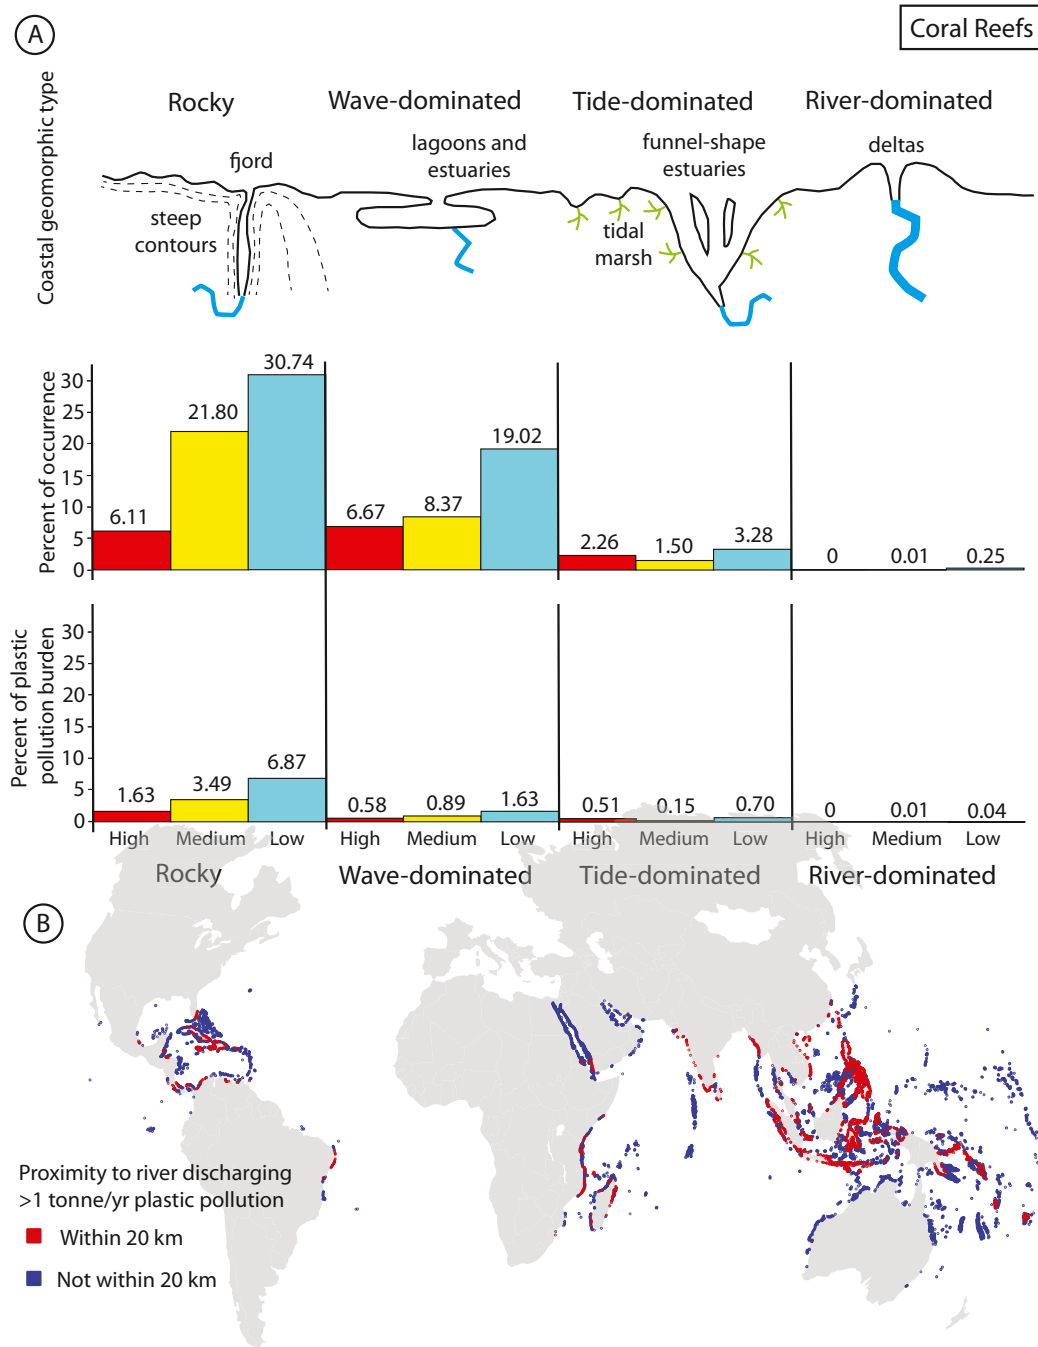 A
Coral Reefs
Coastal geomorphic type
Rocky
Wave-dominated
Tide-dominated
River-dominated
fjord
lagoons and
estuaries
funnel-shape
estuaries
deltas
steep
contours
tidal
marsh
Percent of occurrence
30
25
20
15
10
5
0
6.11
21.80
30.74
6.67
8.37
19.02
2.26
1.50
3.28
0
0.01
0.25
Percent of plastic
pollution burden
30
25
20
15
10
5
0
1.63
3.49
6.87
0.58
0.89
1.63
0.51
0.15
0.70
0
0.01
0.04
High Medium Low High Medium Low High Medium Low High Medium Low
Rocky Wave-dominated Tide-dominated River-dominated
B
Proximity to river discharging
>1 tonne/yr plastic pollution
Within 20 km
Not within 20 km